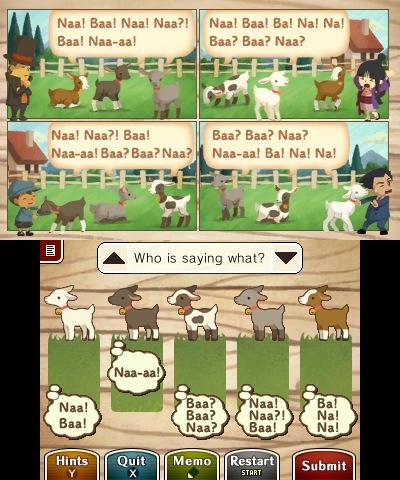 Naa! Baa! Naa! Naa?!
Baa! Naa-aa!
Naa! Baa! Ba! Na! Na!
Baa? Baa? Naa?
Naa! Naa?! Baa!
Naa-aa! Baa? Baa? Naa?
Baa? Baa? Naa?
Naa-aa! Ba! Na! Na!
Who is saying what?
Naa!
Baa!
Naa-aa!
Baa?
Baa?
Naa?
Naa!
Naa?!
Baa!
Ba!
Na!
Na!
Hints
Y
Quit
X
Memo
Restart
START
Submit